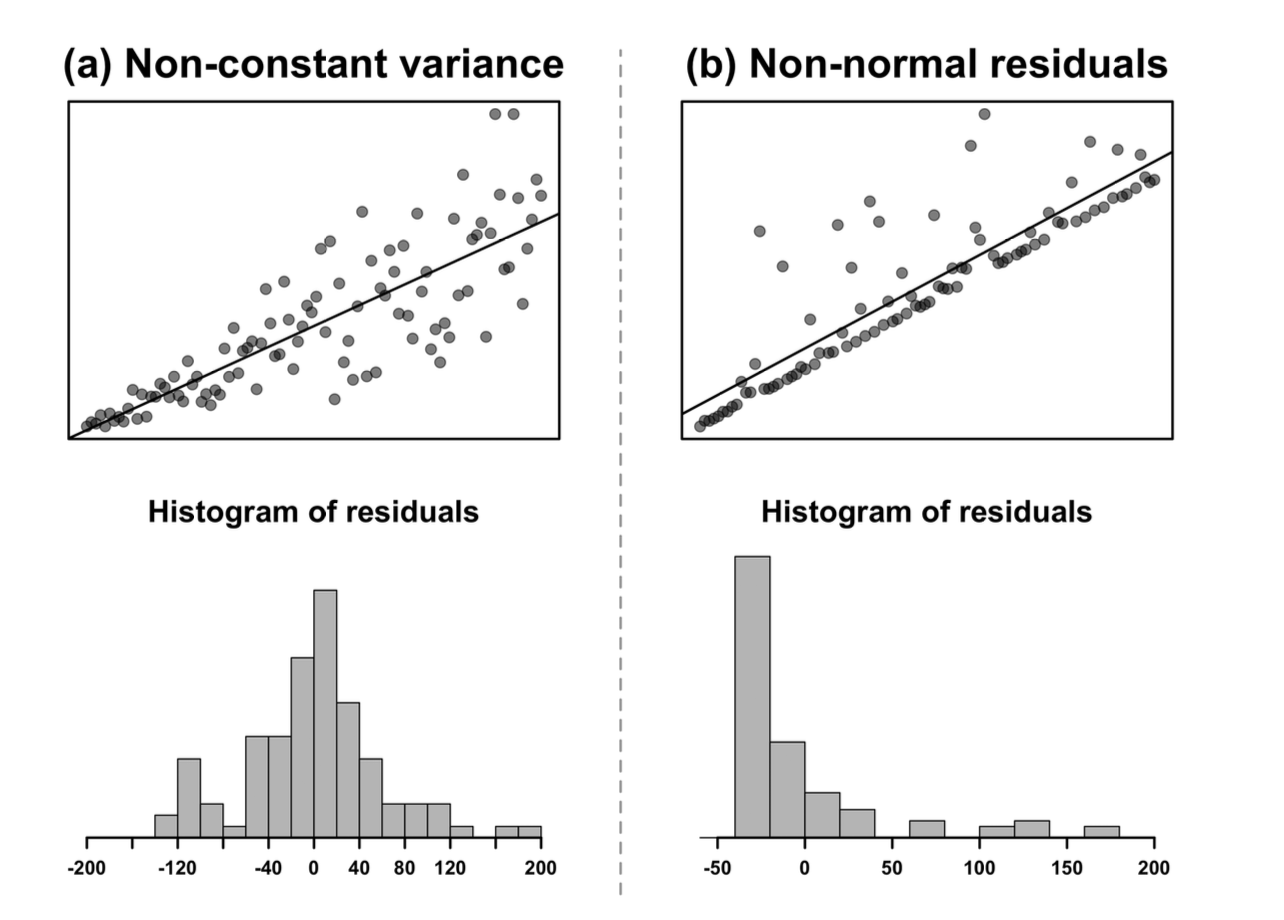 (a) Non-constant variance
Histogram of residuals
-200 -120 -40 0 40 80 120 200
(b) Non-normal residuals
Histogram of residuals
-50 0 50 100 150 200